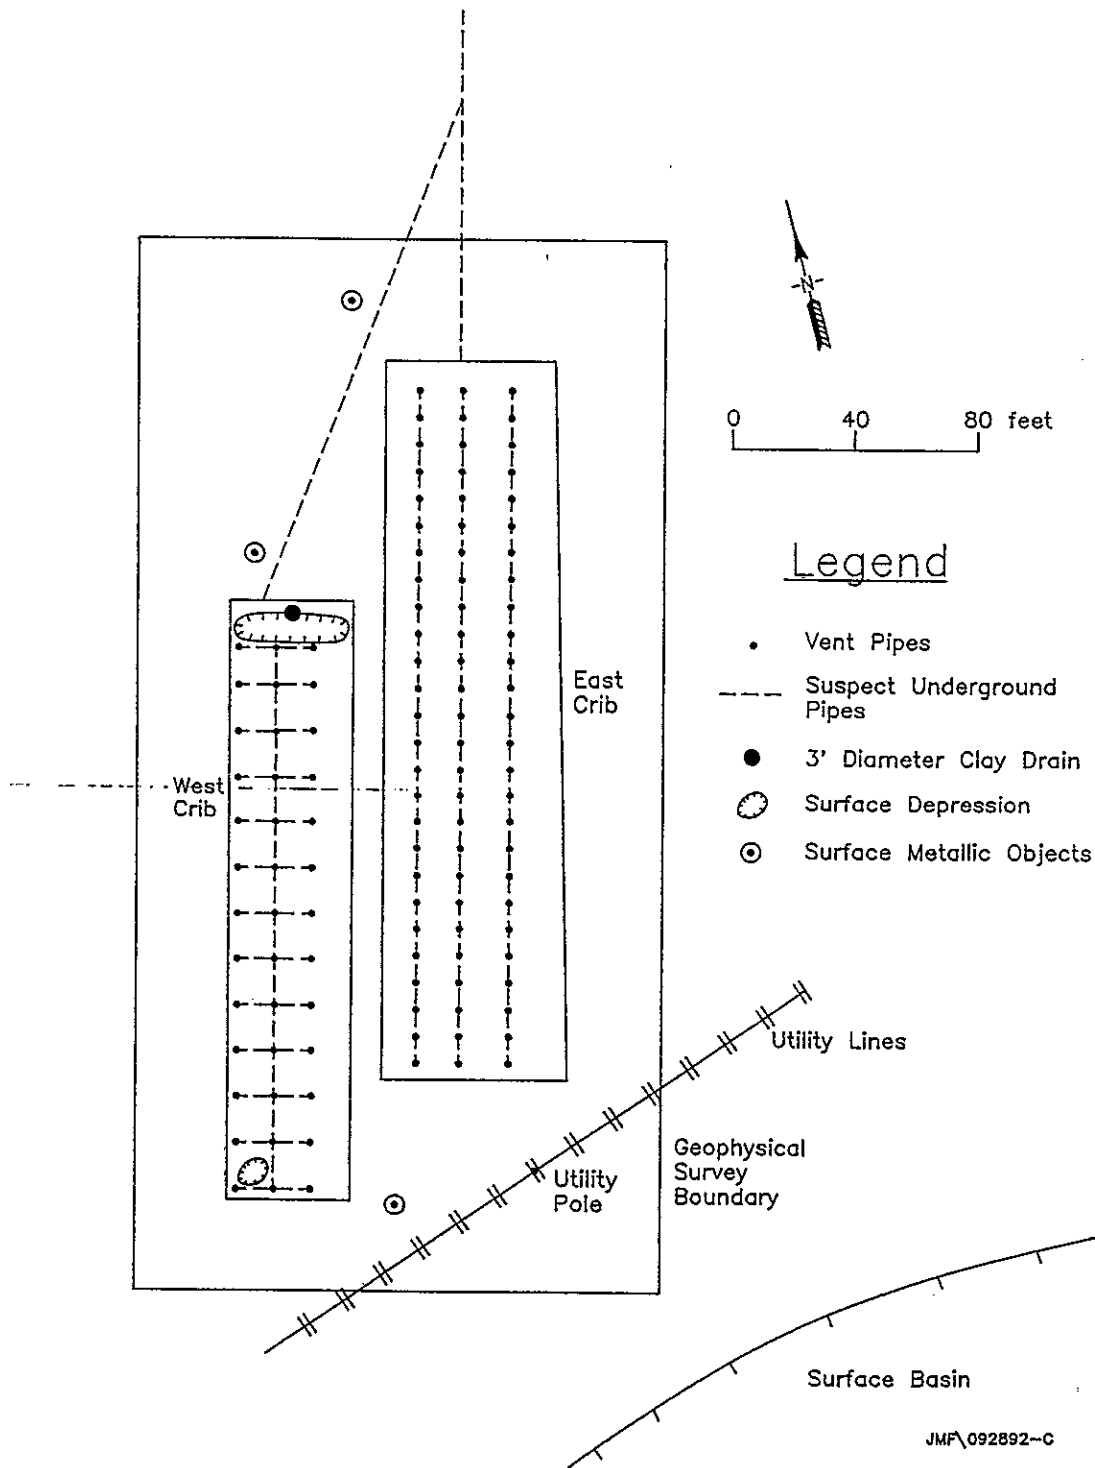 N
0 40 80 feet
Legend
Vent Pipes
Suspect Underground
Pipes
3' Diameter Clay Drain
Surface Depression
Surface Metallic Objects
East
Crib
West
Crib
Utility Lines
Utility
Pole
Geophysical
Survey
Boundary
Surface Basin
JMF\092892-C